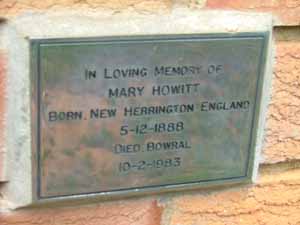 IN LOVING MEMORY OF
MARY HOWITT
BORN, NEW HERRINGTON ENGLAND
5-12-1888
DIED, BOWRAL
10-2-1983